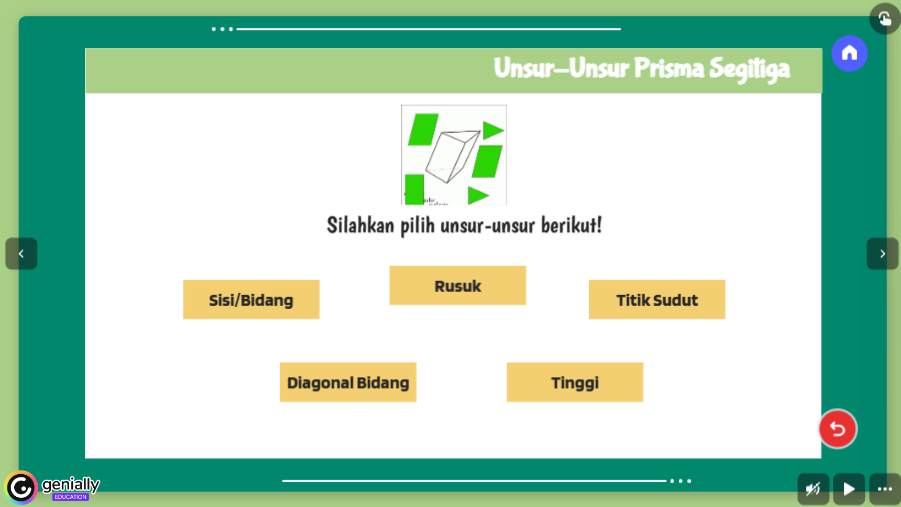 Unsur-Unsur Prisma Segitiga
Silahkan pilih unsur-unsur berikut!
Rusuk
Sisi/Bidang
Titik Sudut
Diagonal Bidang
Tinggi
genially
EDUCATION